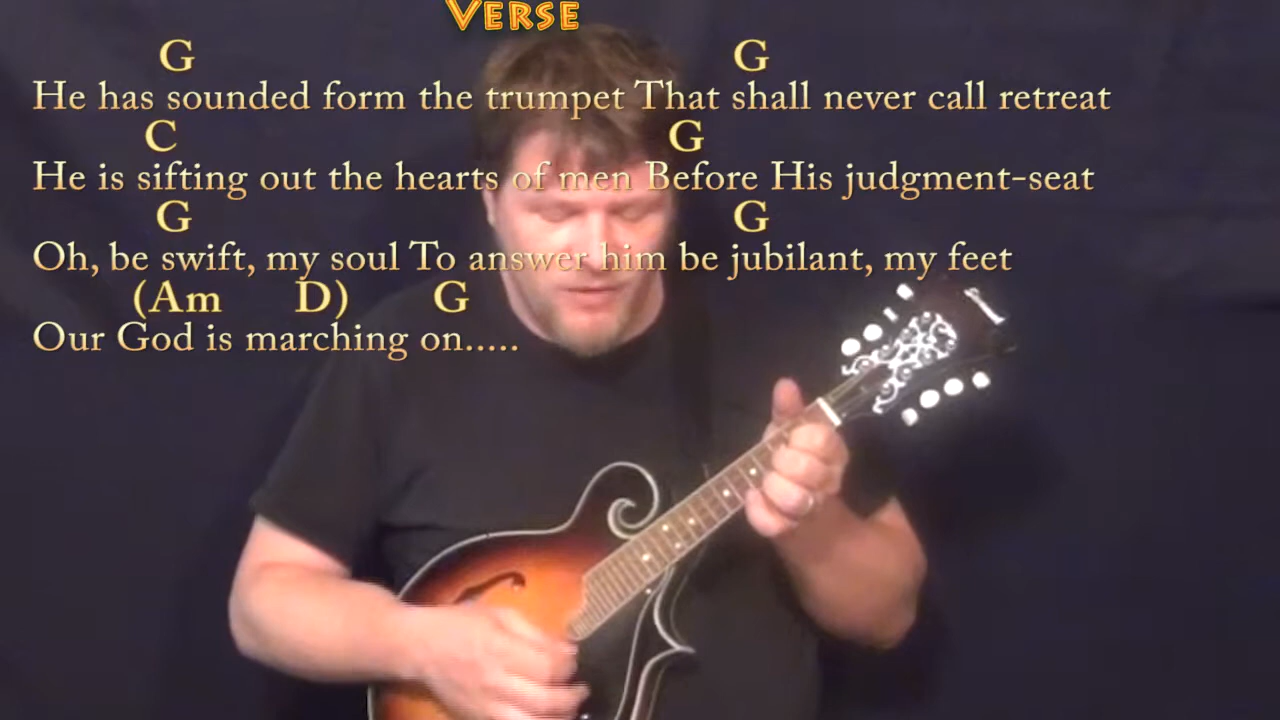 VERSE
G G
He has sounded form the trumpet That shall never call retreat
C G
He is sifting out the hearts of men Before His judgment-seat
G G
Oh, be swift, my soul To answer him be jubilant, my feet
(Am D) G
Our God is marching on.....